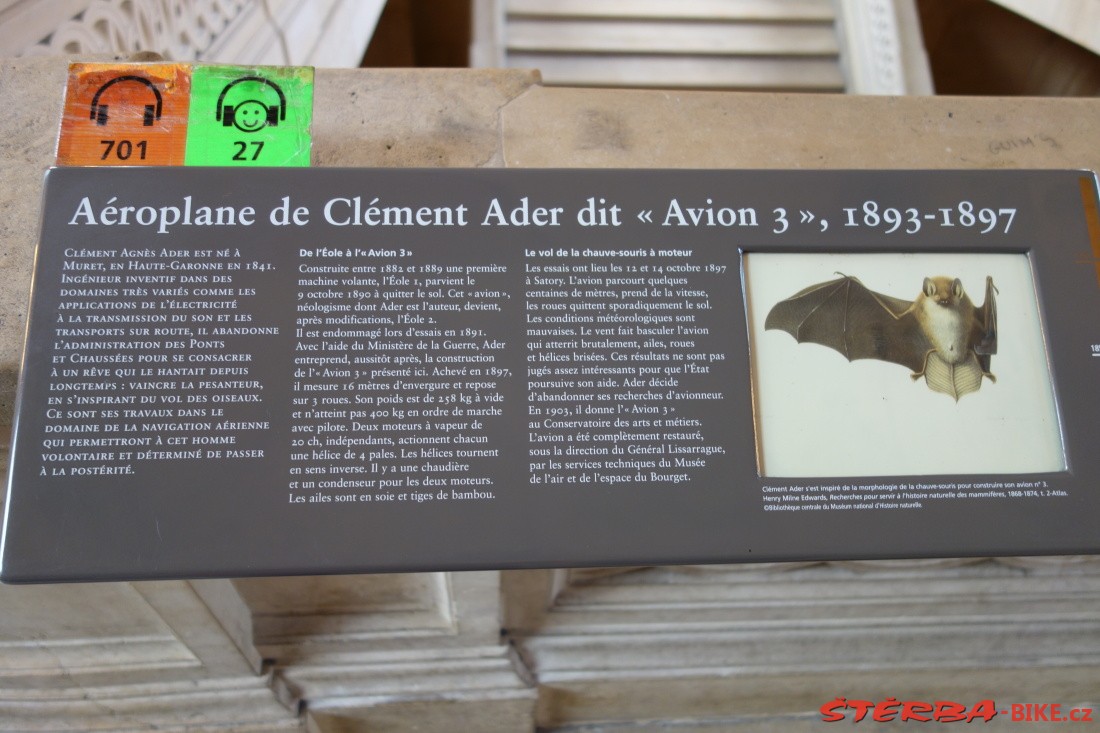 701
27
Aéroplane de Clément Ader dit « Avion 3 », 1893-1897
Clément Agnès Ader est né à
Muret, en Haute-Garonne en 1841.
Ingénieur inventif dans des
domaines très variés comme les
applications de l'électricité
à la transmission du son et les
transports sur route, il abandonne
l'administration des Ponts
et Chaussées pour se consacrer
à un rêve qui le hantait depuis
longtemps : vaincre la pesanteur,
en s'inspirant du vol des oiseaux.
Ce sont ses travaux dans le
domaine de la navigation aérienne
qui permettront à cet homme
volontaire et déterminé de passer
à la postérité.
De l'Éole à l'« Avion 3 »
Construite entre 1882 et 1889 une première
machine volante, l'Éole 1, parvient le
9 octobre 1890 à quitter le sol. Cet « avion »,
néologisme dont Ader est l'auteur, devient,
après modifications, l'Éole 2.
Il est endommagé lors d'essais en 1891.
Avec l'aide du Ministère de la Guerre, Ader
entreprend, aussitôt après, la construction
de l'« Avion 3 » présenté ici. Achevé en 1897,
il mesure 16 mètres d'envergure et repose
sur 3 roues. Son poids est de 258 kg à vide
et n'atteint pas 400 kg en ordre de marche
avec pilote. Deux moteurs à vapeur de
20 ch, indépendants, actionnent chacun
une hélice de 4 pales. Les hélices tournent
en sens inverse. Il y a une chaudière
et un condenseur pour les deux moteurs.
Les ailes sont en soie et tiges de bambou.
Le vol de la chauve-souris à moteur
Les essais ont lieu les 12 et 14 octobre 1897
à Satory. L'avion parcourt quelques
centaines de mètres, prend de la vitesse,
les roues quittent sporadiquement le sol.
Les conditions météorologiques sont
mauvaises. Le vent fait basculer l'avion
qui atterrit brutalement, ailes, roues
et hélices brisées. Ces résultats ne sont pas
jugés assez intéressants pour que l'État
poursuive son aide. Ader décide
d'abandonner ses recherches d'avionneur.
En 1903, il donne l'« Avion 3 »
au Conservatoire des arts et métiers.
L'avion a été complètement restauré,
sous la direction du Général Lissarrague,
par les services techniques du Musée
de l'air et de l'espace du Bourget.
Clément Ader s'est inspiré de la morphologie de la chauve-souris pour construire son avion n° 3.
Henry Milne Edwards, Recherches pour servir à l'histoire naturelle des mammifères, 1868-1874, t. 2-Atlas.
©Bibliothèque centrale du Muséum national d'Histoire naturelle.
ŠTĚRBA-BIKE.cz